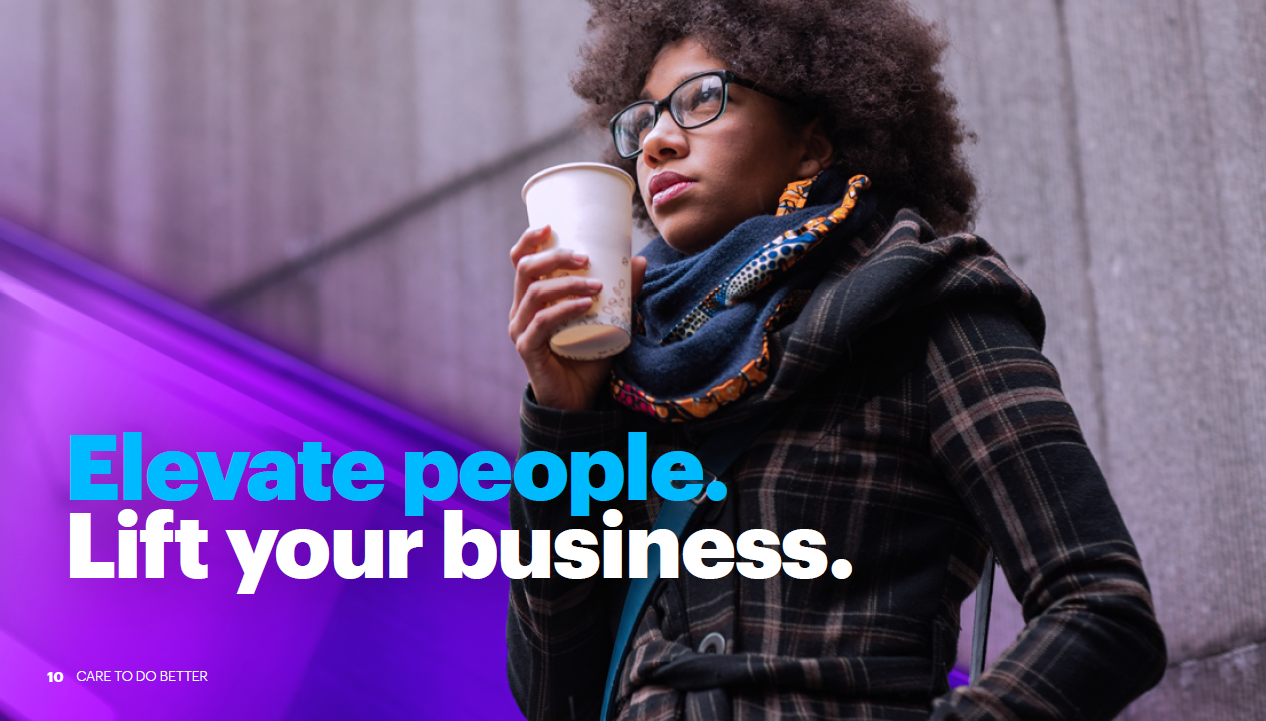 Elevate people.
Lift your business.
10 CARE TO DO BETTER